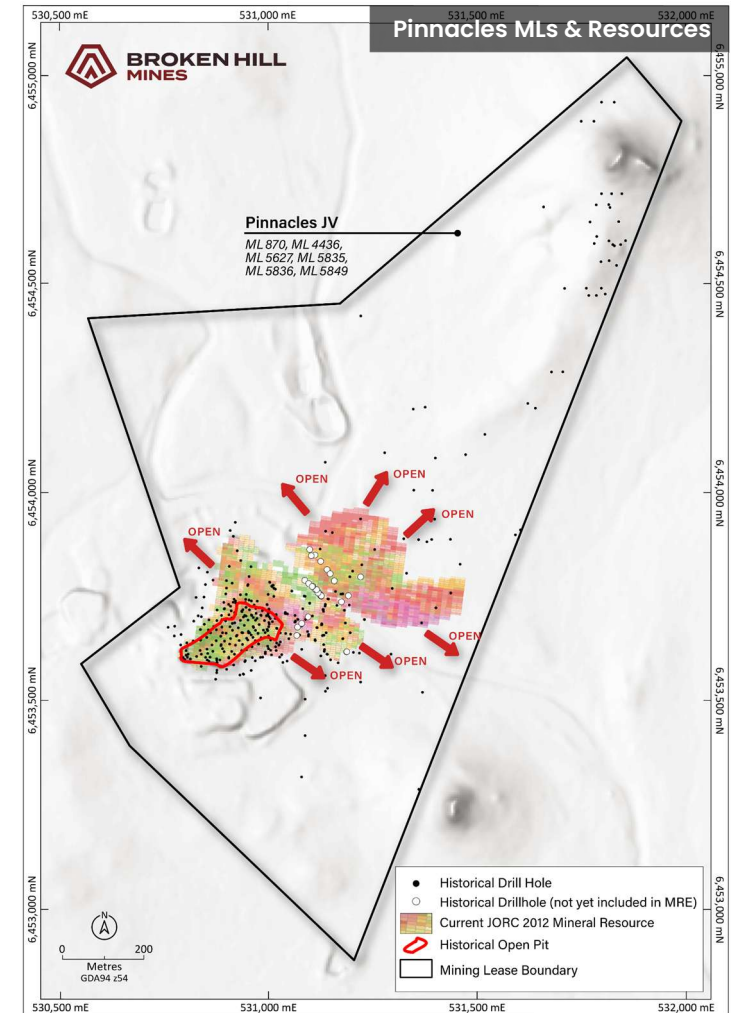 530,500 mE
531,000 mE
531,500 mE
532,000 mE
Pinnacles MLs & Resources
BROKEN HILL
MINES
6,455,000 mN
6,455,000 mN
Pinnacles JV
ML 870, ML 4436,
ML 5627, ML 5835,
ML 5836, ML 5849
6,454,500 mN
6,454,500 mN
OPEN
OPEN
OPEN
OPEN
6,454,000 mN
6,454,000 mN
OPEN
OPEN
OPEN
6,453,500 mN
6,453,500 mN
Historical Drill Hole
Historical Drillhole (not yet included in MRE)
Current JORC 2012 Mineral Resource
Historical Open Pit
Mining Lease Boundary
6,453,000 mN
6,453,000 mN
N
0 200
Metres
GDA94 z54
530,500 mE
531,000 mE
531,500 mE
532,000 mE